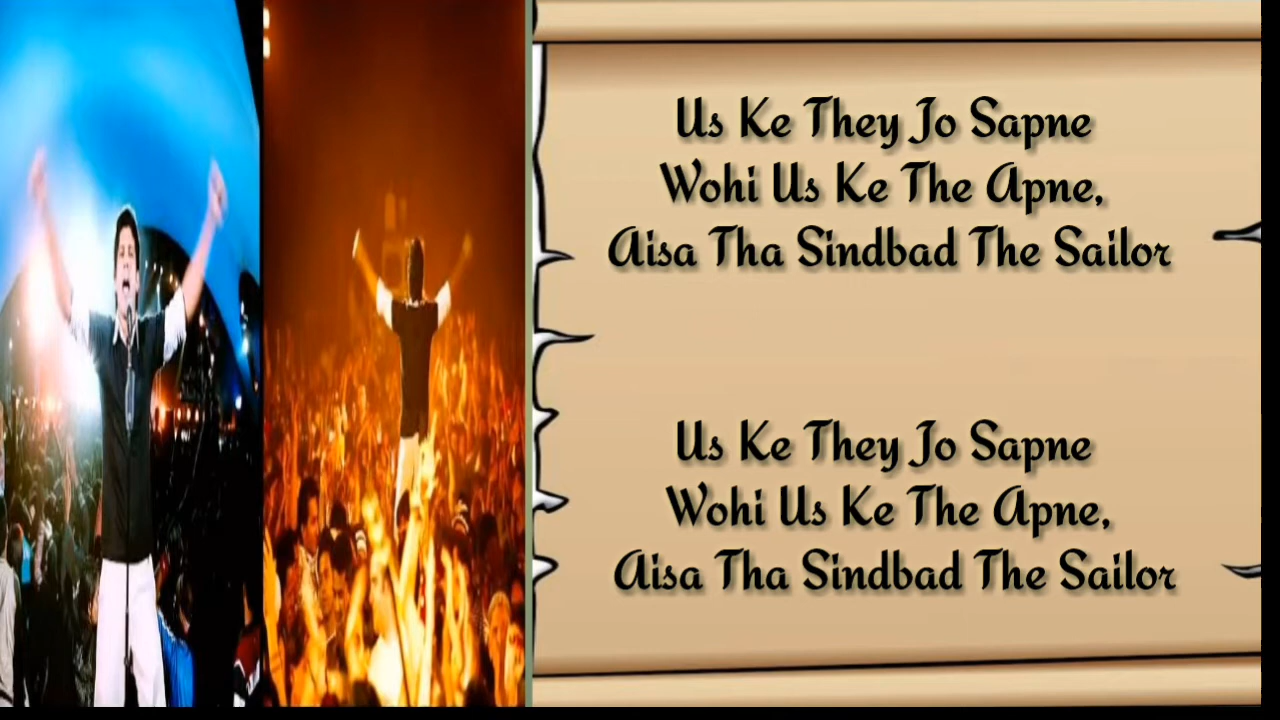 Us Ke They Jo Sapne
Wohi Us Ke The Apne,
Aisa Tha Sindbad The Sailor
Us Ke They Jo Sapne
Wohi Us Ke The Apne,
Aisa Tha Sindbad The Sailor